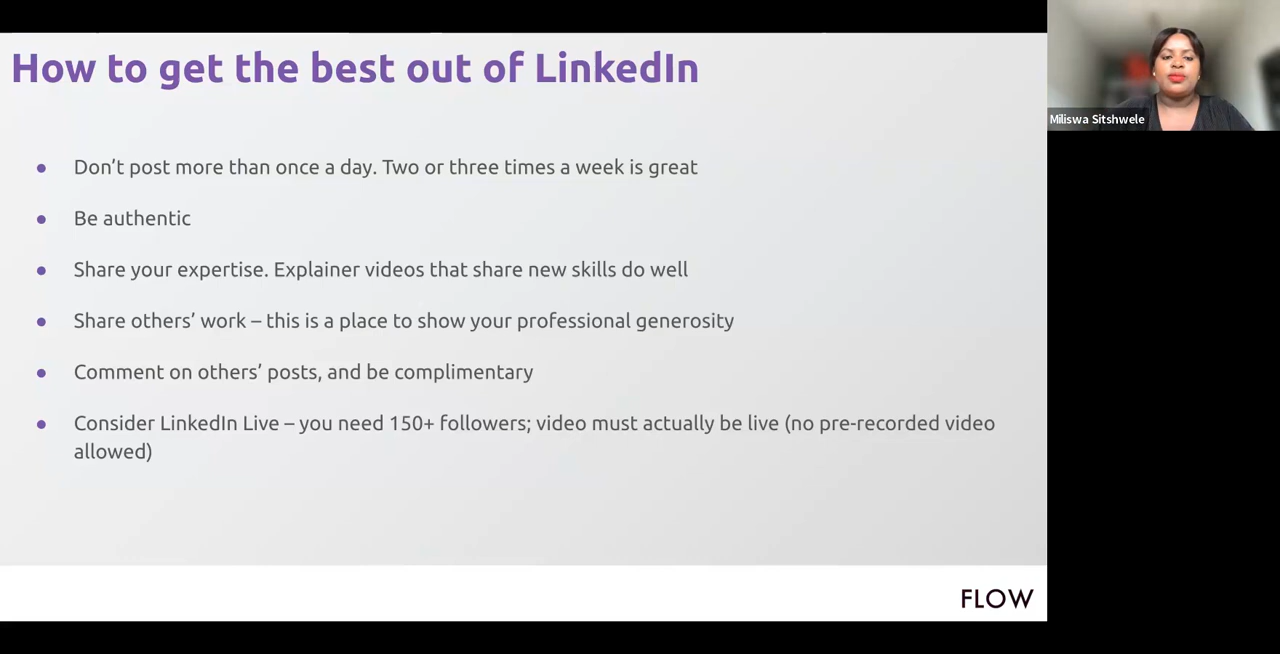 How to get the best out of LinkedIn
Miliswa Sitshwele
● Don’t post more than once a day. Two or three times a week is great
● Be authentic
● Share your expertise. Explainer videos that share new skills do well
● Share others’ work – this is a place to show your professional generosity
● Comment on others’ posts, and be complimentary
● Consider LinkedIn Live – you need 150+ followers; video must actually be live (no pre-recorded video
allowed)
FLOW